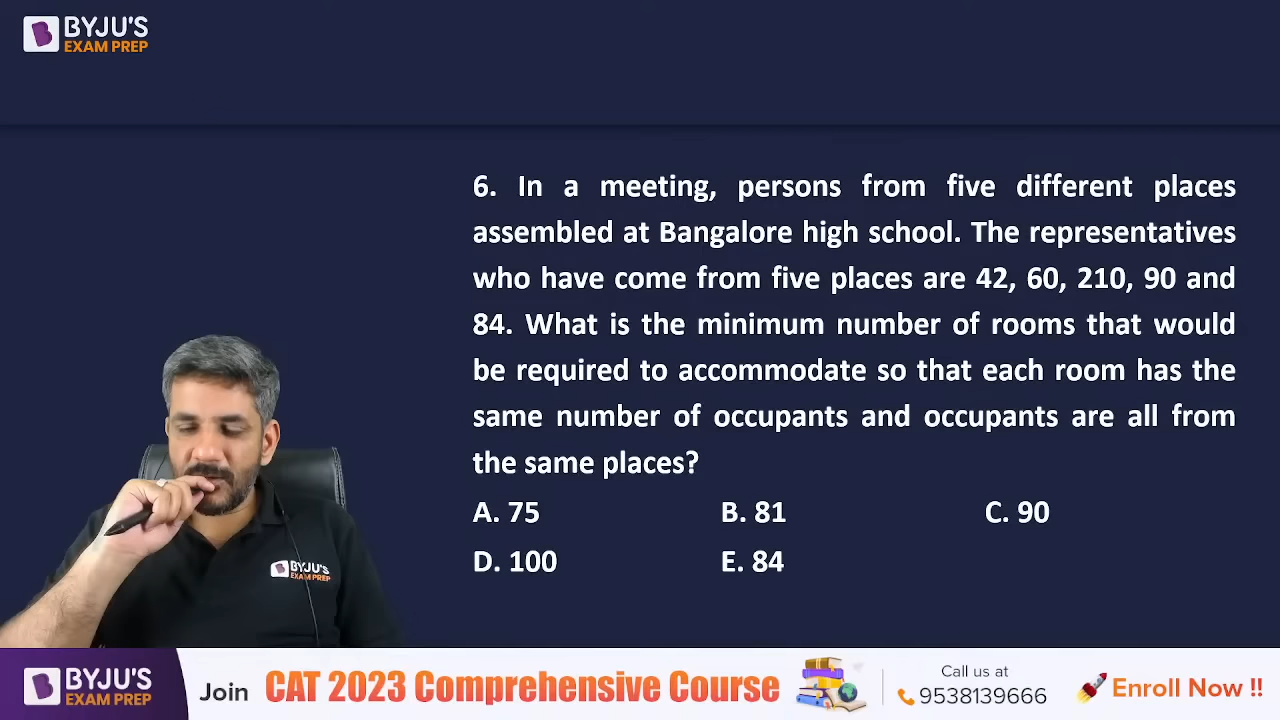 BYJU'S
EXAM PREP
6. In a meeting, persons from five different places
assembled at Bangalore high school. The representatives
who have come from five places are 42, 60, 210, 90 and
84. What is the minimum number of rooms that would
be required to accommodate so that each room has the
same number of occupants and occupants are all from
the same places?
A. 75 B. 81 C. 90
D. 100 E. 84
BYJU'S
EXAM PREP
BYJU'S
EXAM PREP
Join CAT 2023 Comprehensive Course
Call us at
9538139666
Enroll Now !!